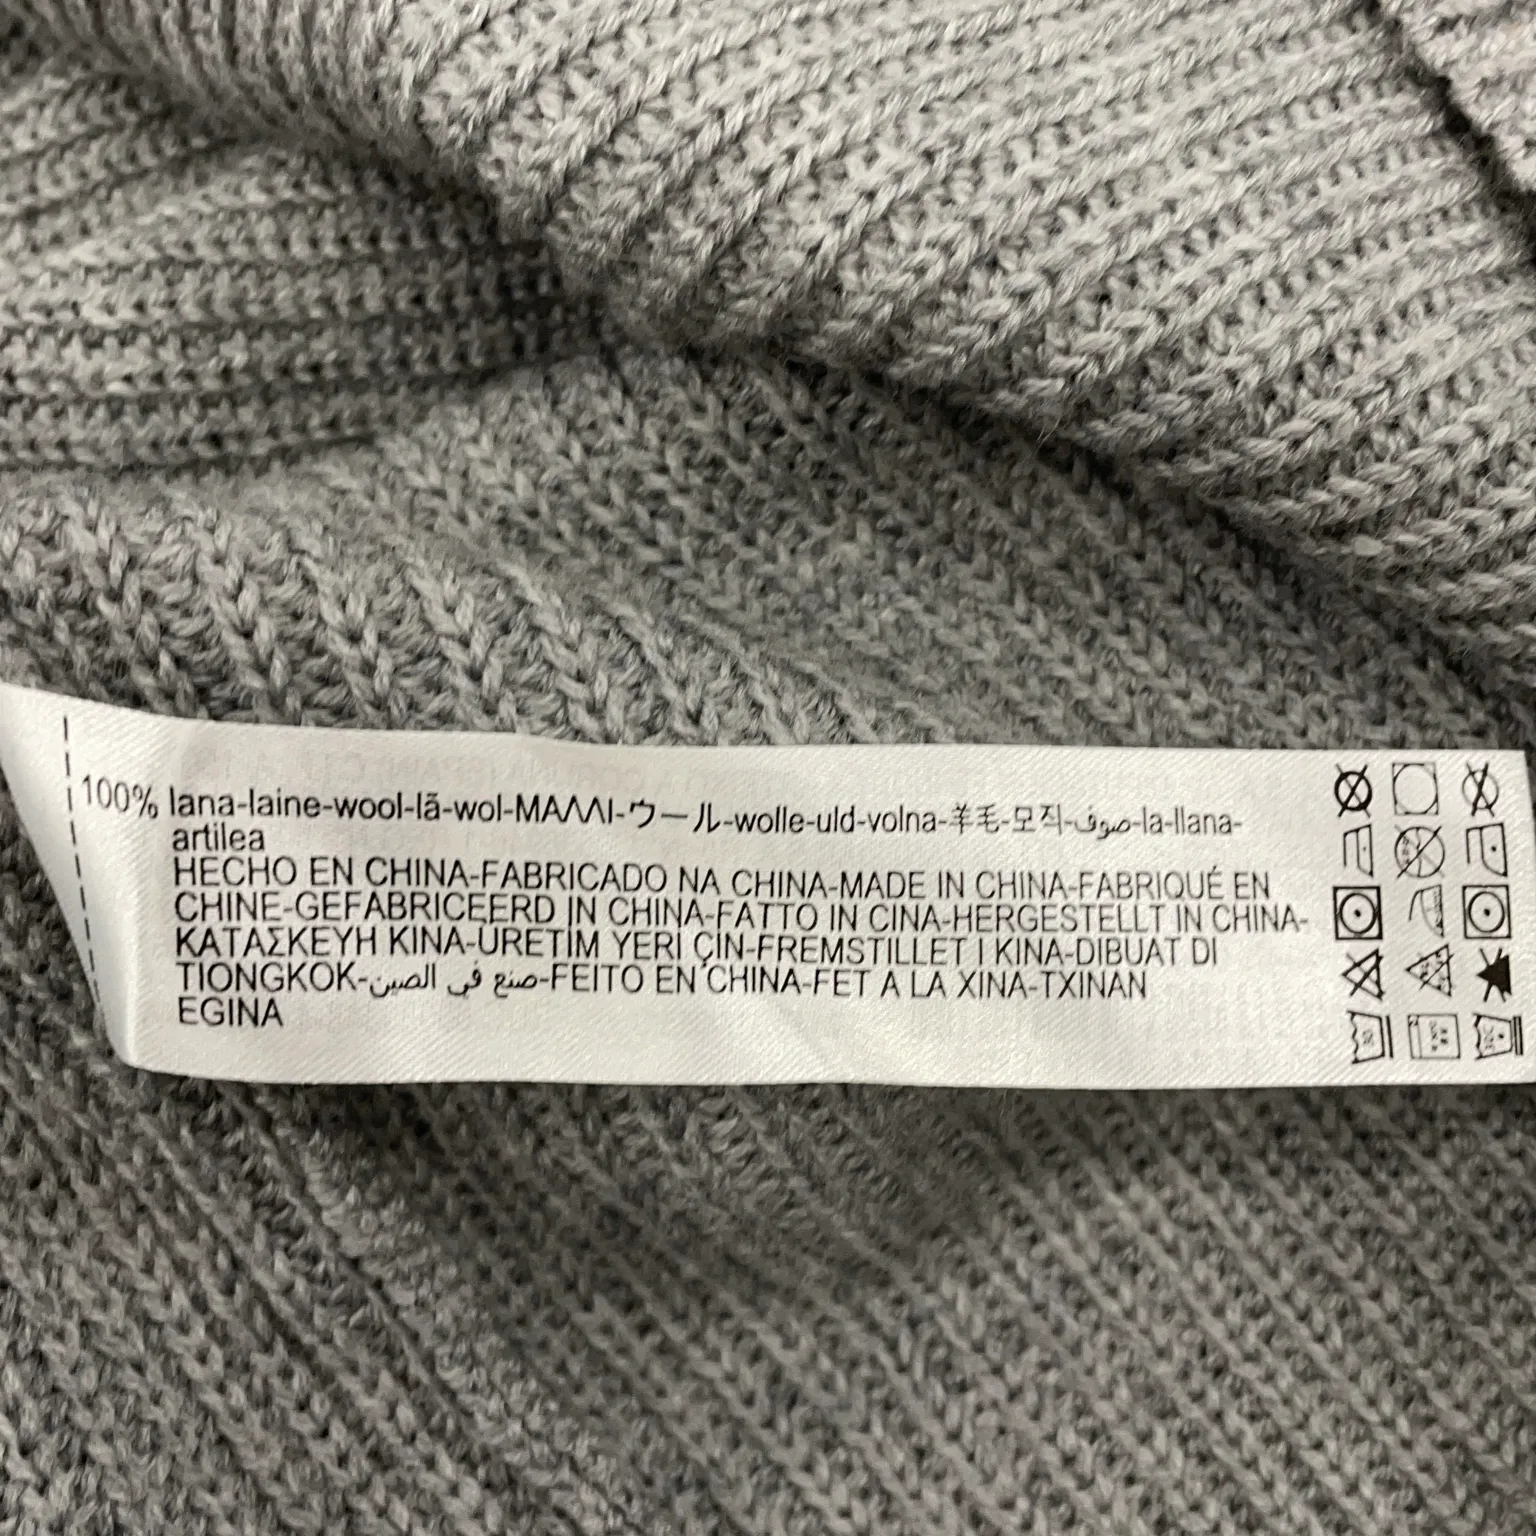 100% lana-laine-wool-lã-wol-ΜΑΛΛΙ-ウール-wolle-uld-volna-羊毛-모직-صوف-la-llana-
artilea
HECHO EN CHINA-FABRICADO NA CHINA-MADE IN CHINA-FABRIQUÉ EN
CHINE-GEFABRICEERD IN CHINA-FATTO IN CINA-HERGESTELLT IN CHINA-
ΚΑΤΑΣΚΕΥΗ ΚΙΝΑ-ÜRETİM YERİ ÇİN-FREMSTILLET I KINA-DIBUAT DI
TIONGKOK-صنع في الصين-FEITO EN CHINA-FET A LA XINA-TXINAN
EGINA